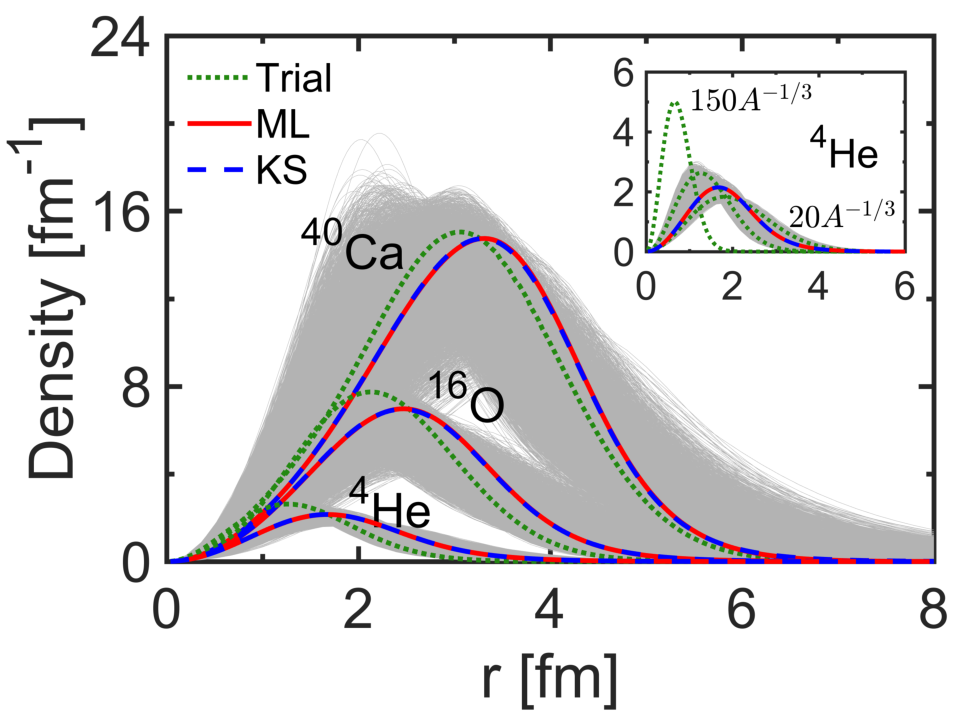 24
16
8
0
Density [fm⁻¹]
Trial
ML
KS
⁴⁰Ca
¹⁶O
⁴He
6
4
2
0
150A⁻¹/³
⁴He
20A⁻¹/³
0 2 4 6
0 2 4 6 8
r [fm]